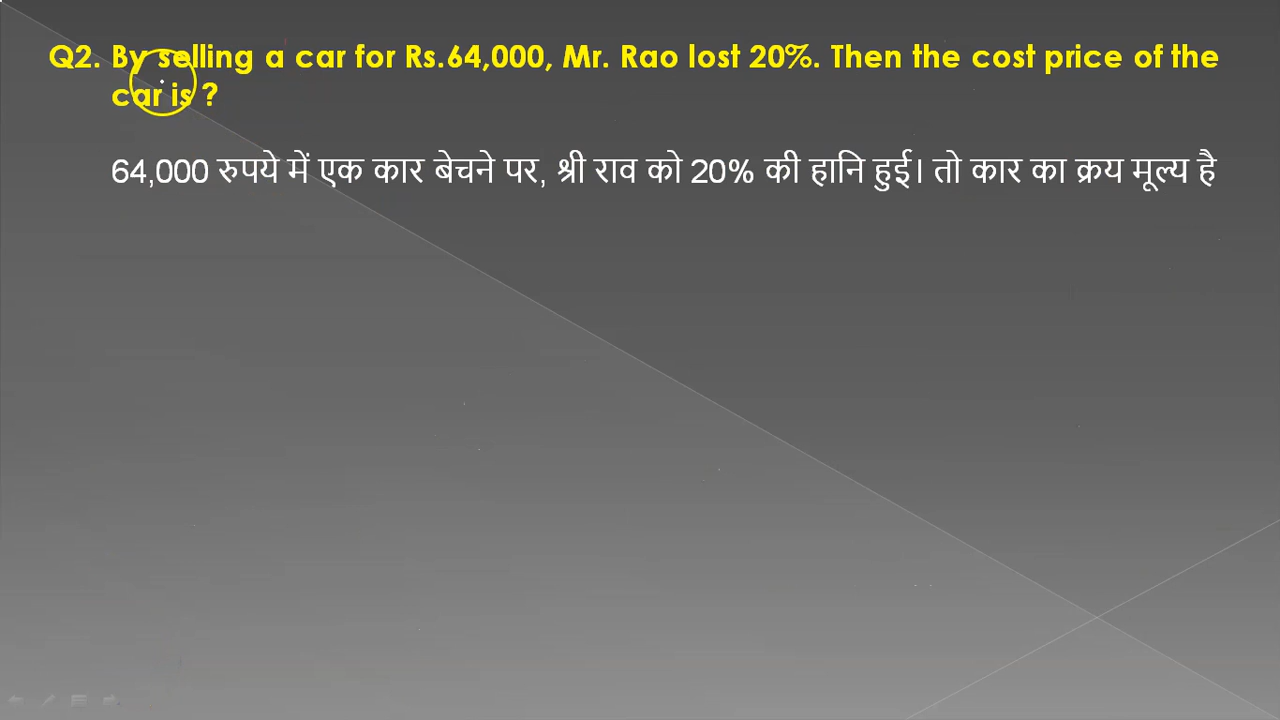 Q2. By selling a car for Rs.64,000, Mr. Rao lost 20%. Then the cost price of the
car is ?
64,000 रुपये में एक कार बेचने पर, श्री राव को 20% की हानि हुई। तो कार का क्रय मूल्य है